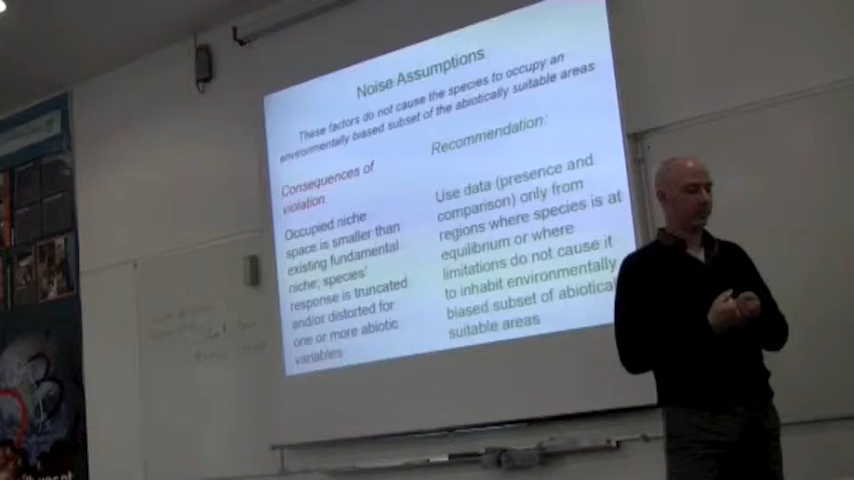 Noise Assumptions
These factors do not cause the species to occupy an
environmentally biased subset of the abiotically suitable areas
Consequences of
violation:
Occupied niche
space is smaller than
existing fundamental
niche; species'
response is truncated
and/or distorted for
one or more abiotic
variables
Recommendation:
Use data (presence and
comparison) only from
regions where species is at
equilibrium or where
limitations do not cause it
to inhabit environmentally
biased subset of abiotically
suitable areas